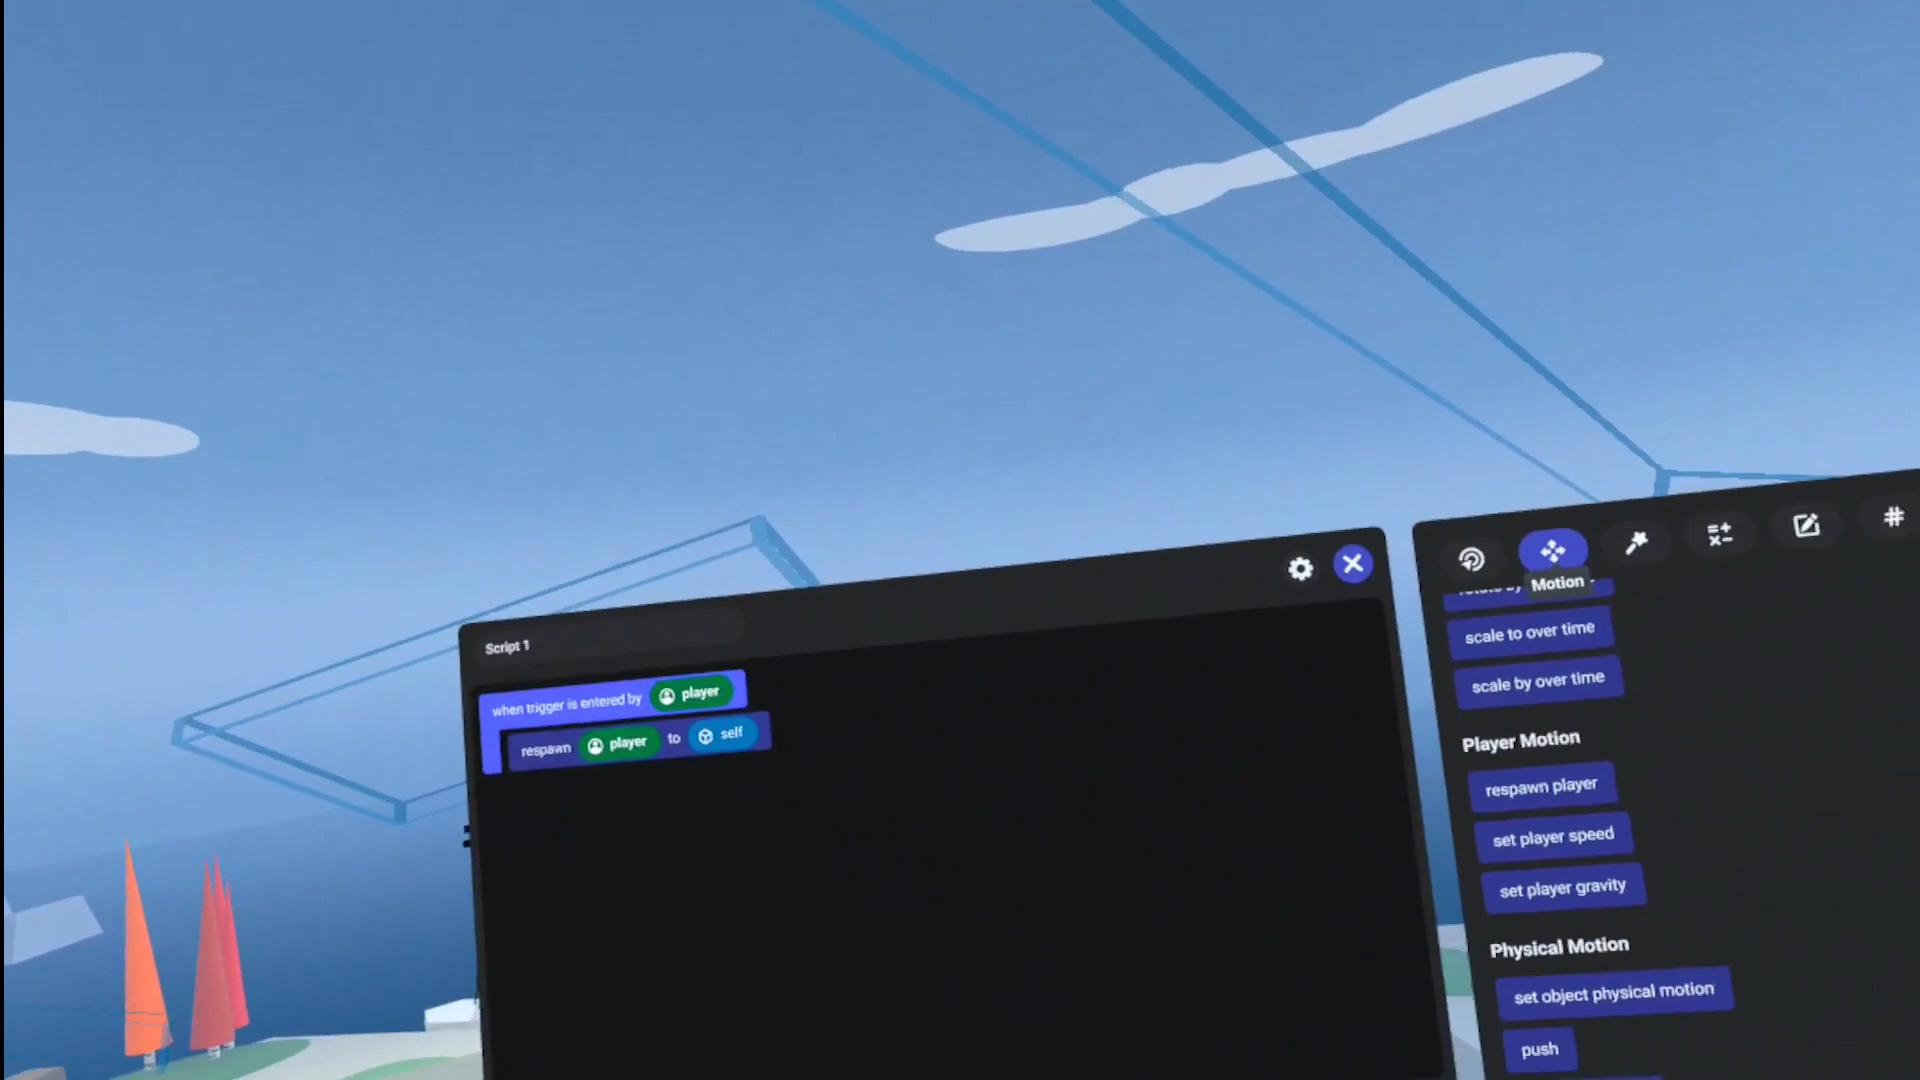 Script 1
when trigger is entered by player
respawn player to self
Motion
scale to over time
scale by over time
Player Motion
respawn player
set player speed
set player gravity
Physical Motion
set object physical motion
push